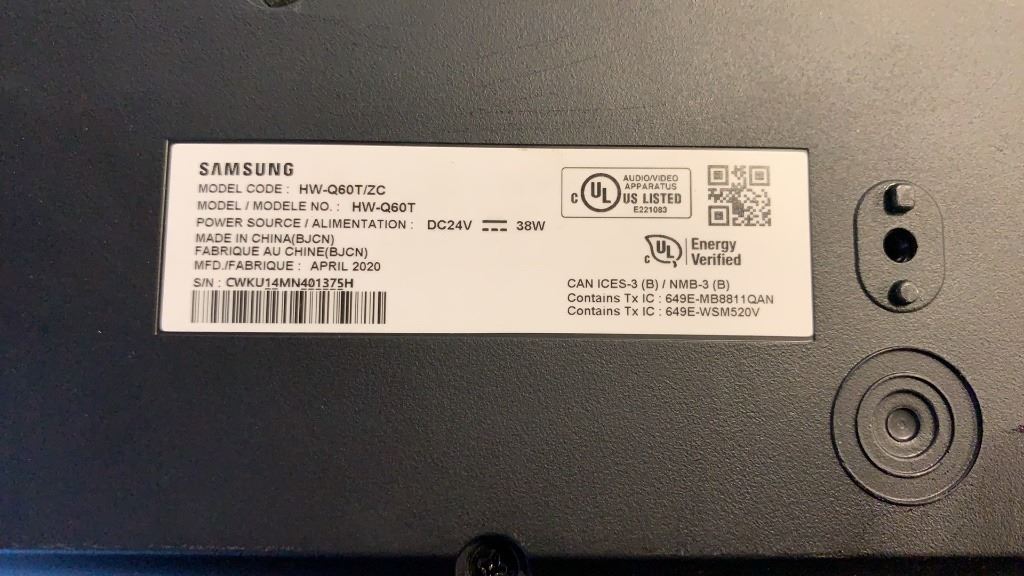 SAMSUNG
MODEL CODE : HW-Q60T/ZC
MODEL / MODELE NO. : HW-Q60T
POWER SOURCE / ALIMENTATION : DC24V ⎓ 38W
MADE IN CHINA(BJCN)
FABRIQUE AU CHINE(BJCN)
MFD./FABRIQUE : APRIL 2020
S/N : CWKU14MN401375H
C UL AUDIO/VIDEO
APPARATUS
US LISTED
E221083
C UL Energy
Verified
CAN ICES-3 (B) / NMB-3 (B)
Contains Tx IC : 649E-MB8811QAN
Contains Tx IC : 649E-WSM520V